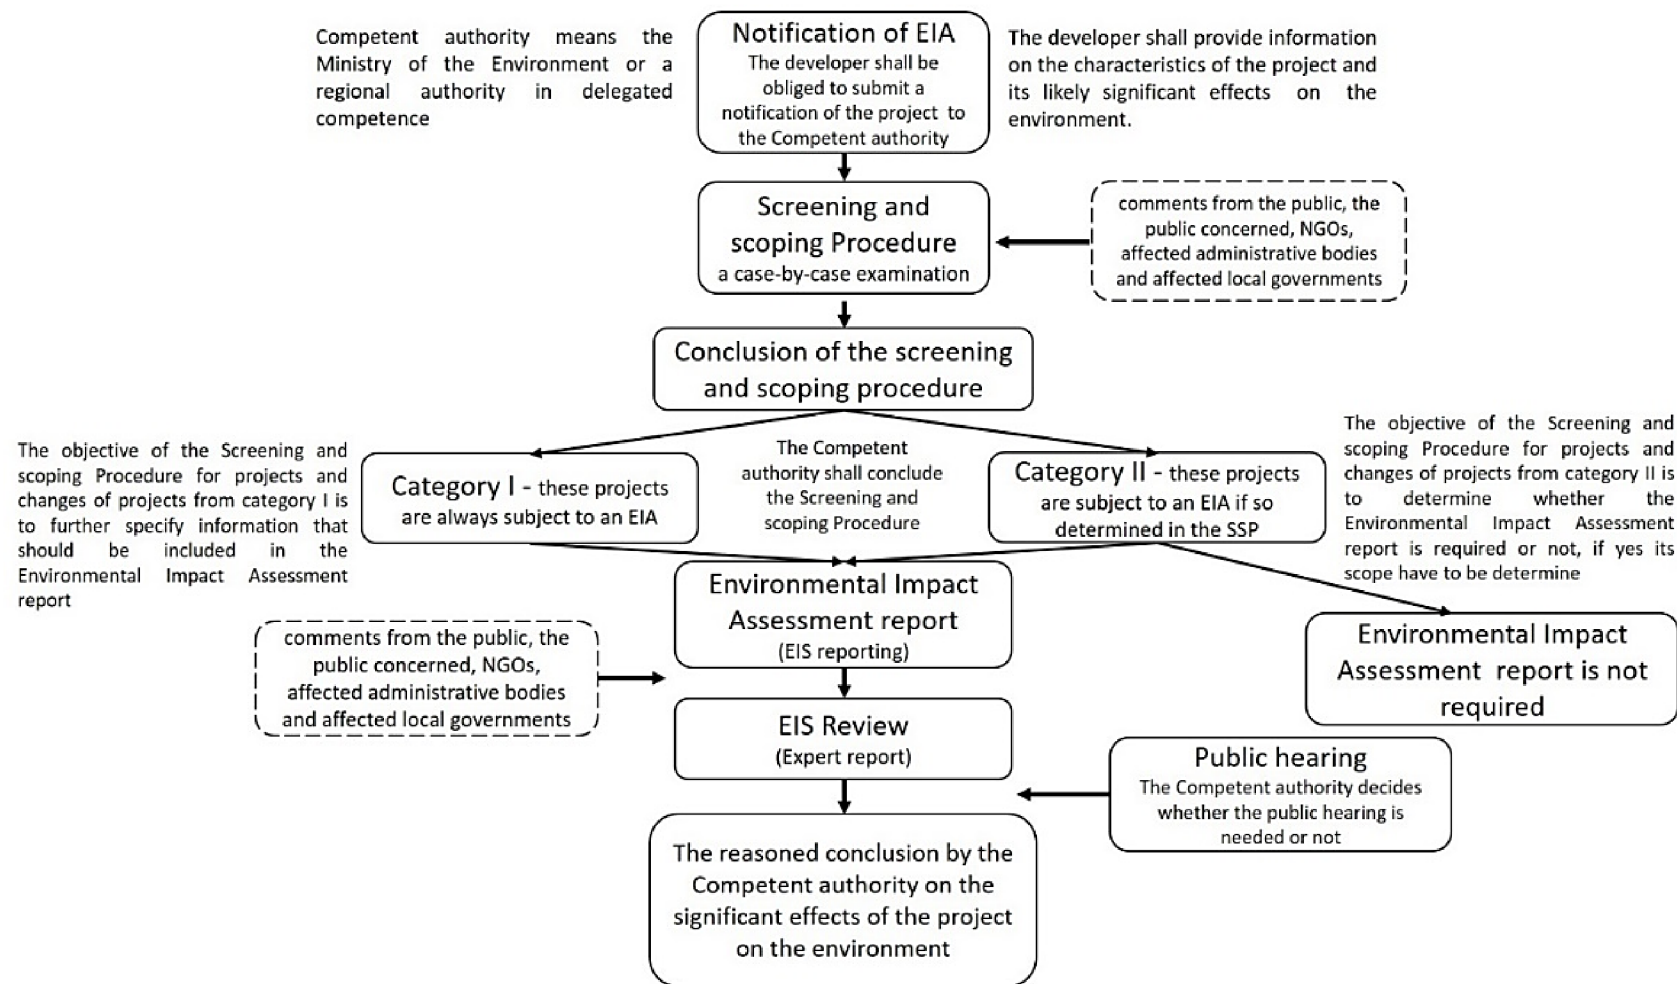 Competent authority means the
Ministry of the Environment or a
regional authority in delegated
competence
Notification of EIA
The developer shall be
obliged to submit a
notification of the project to
the Competent authority
The developer shall provide information
on the characteristics of the project and
its likely significant effects on the
environment.
Screening and
scoping Procedure
a case-by-case examination
comments from the public, the
public concerned, NGOs,
affected administrative bodies
and affected local governments
Conclusion of the screening
and scoping procedure
The objective of the Screening and
scoping Procedure for projects and
changes of projects from category I is
to further specify information that
should be included in the
Environmental Impact Assessment
report
Category I - these projects
are always subject to an EIA
The Competent
authority shall conclude
the Screening and
scoping Procedure
Category II - these projects
are subject to an EIA if so
determined in the SSP
The objective of the Screening and
scoping Procedure for projects and
changes of projects from category II is
to determine whether the
Environmental Impact Assessment
report is required or not, if yes its
scope have to be determine
Environmental Impact
Assessment report
(EIS reporting)
Environmental Impact
Assessment report is not
required
comments from the public, the
public concerned, NGOs,
affected administrative bodies
and affected local governments
EIS Review
(Expert report)
Public hearing
The Competent authority decides
whether the public hearing is
needed or not
The reasoned conclusion by the
Competent authority on the
significant effects of the project
on the environment